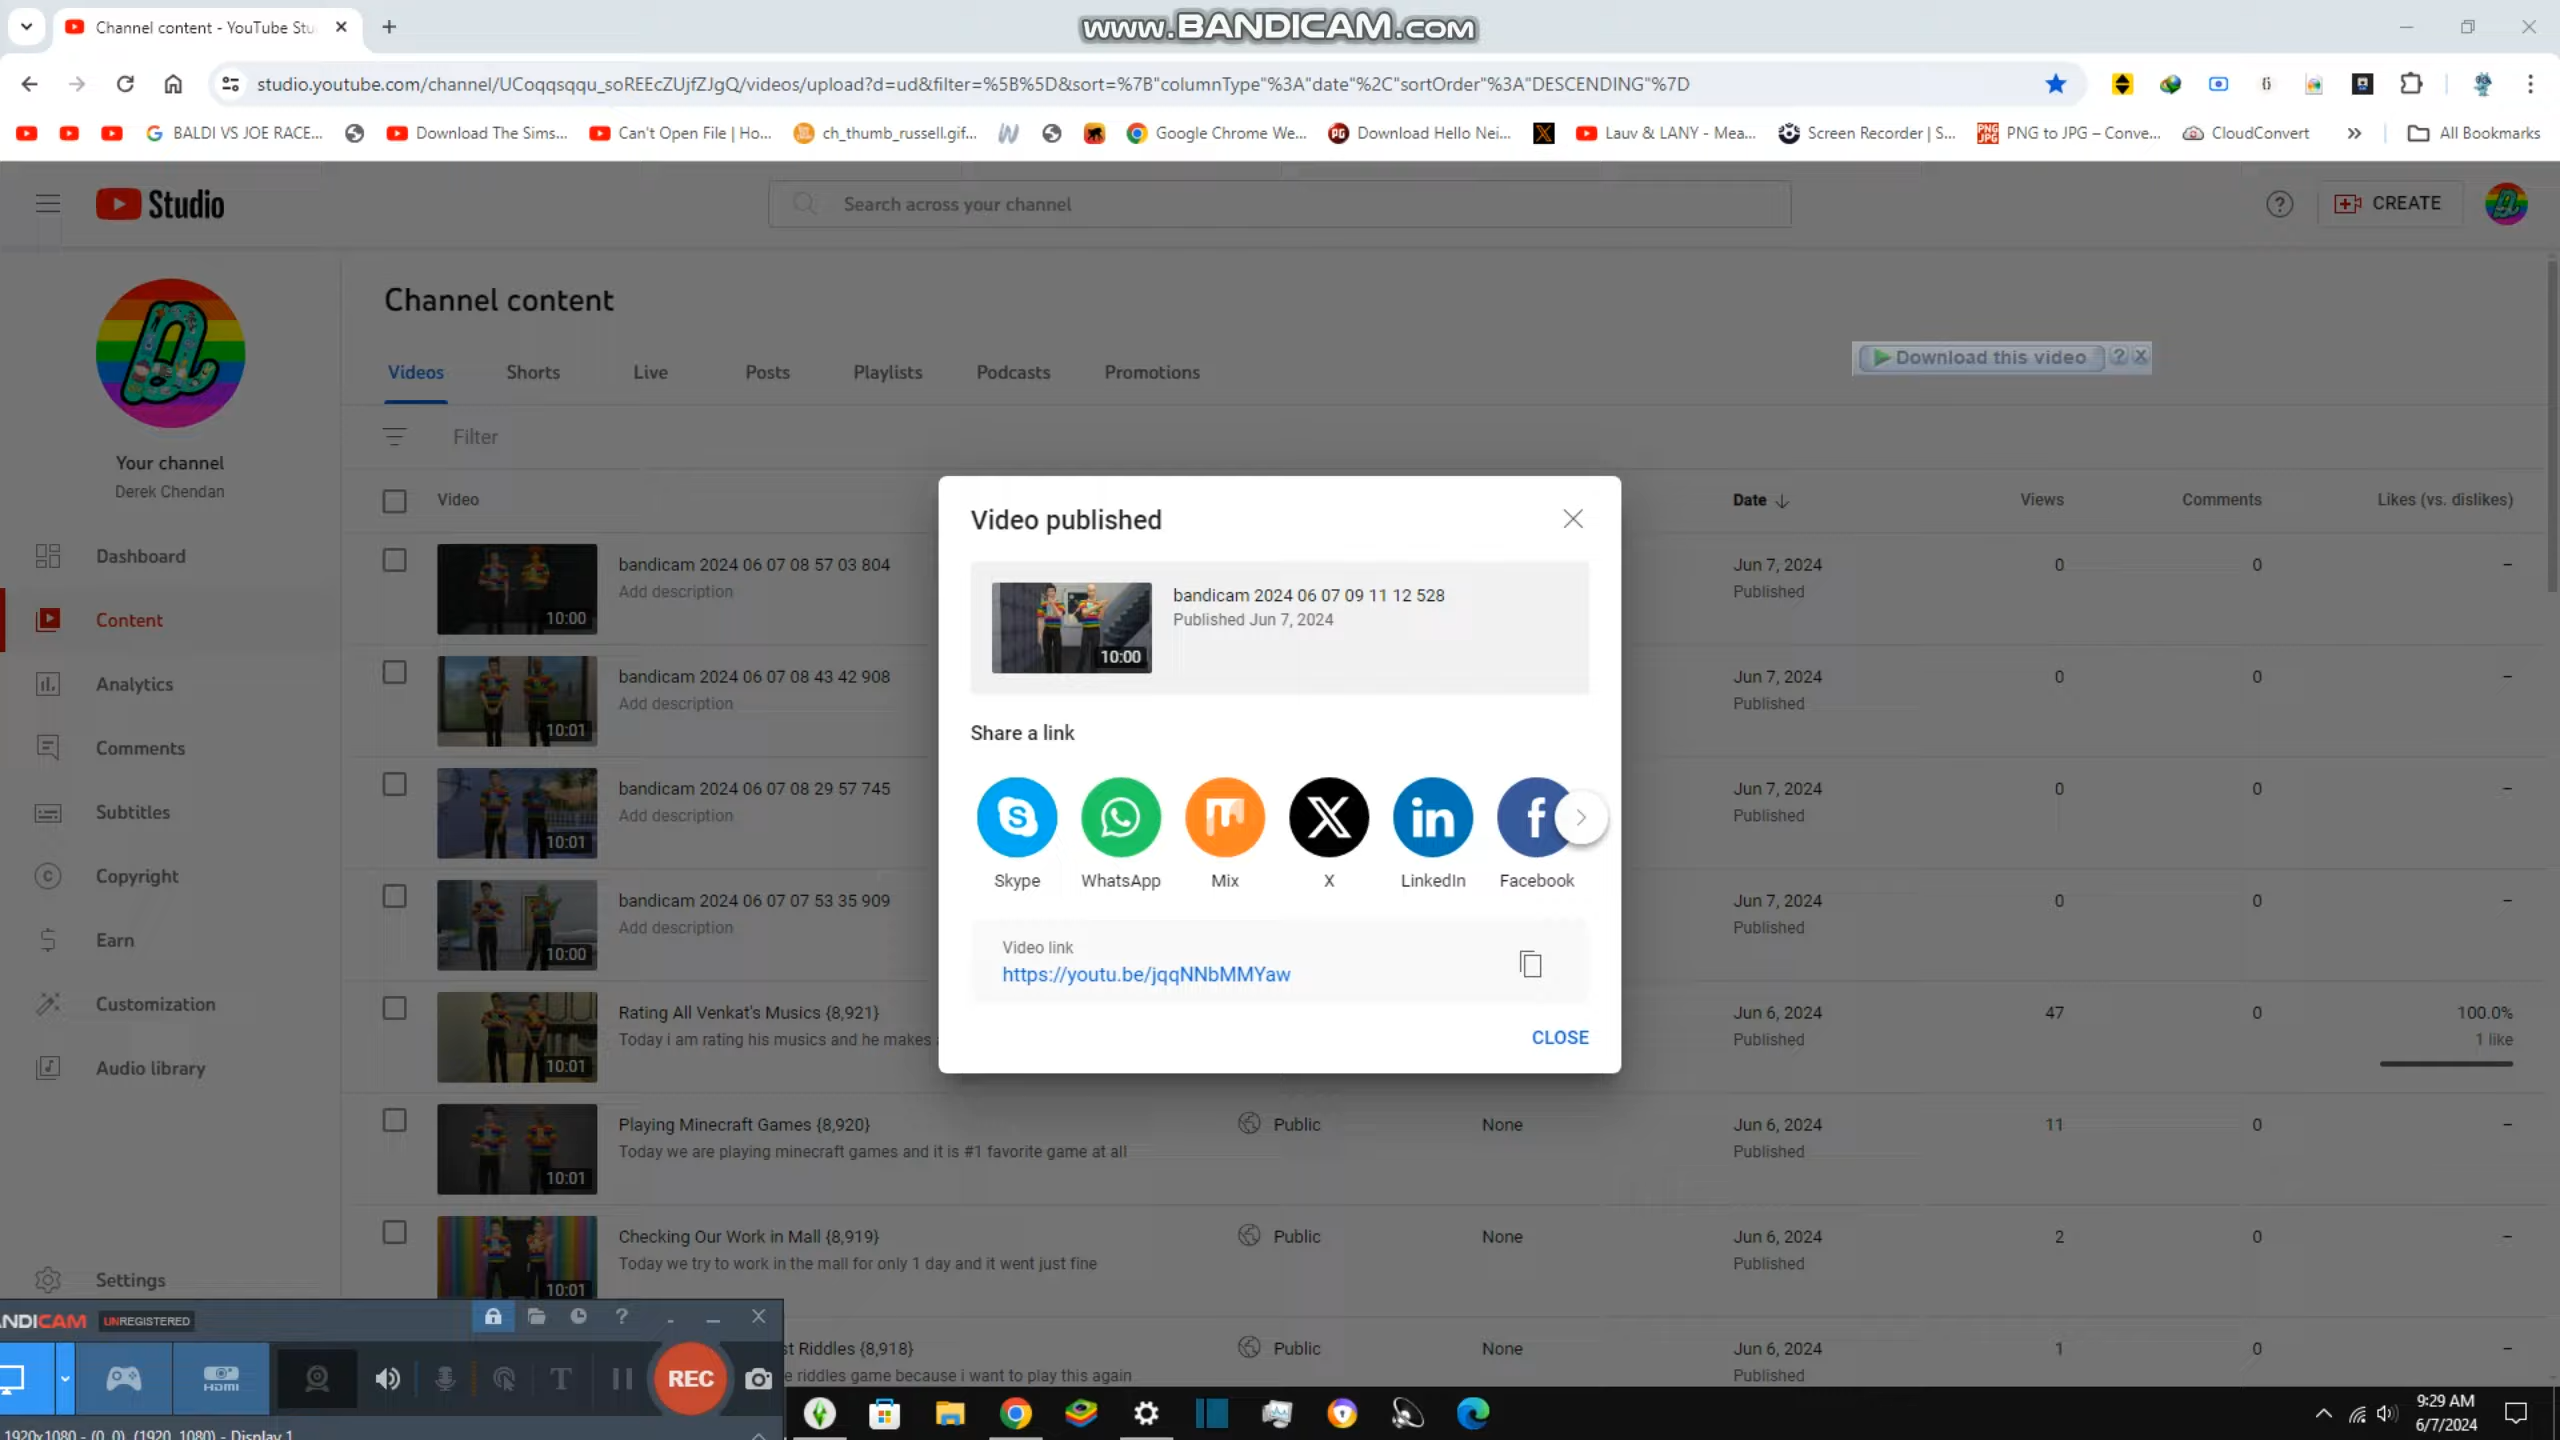 Channel content - YouTube Stu
www.BANDICAM.com
studio.youtube.com/channel/UCoqqsqqu_soREEcZUjfZJgQ/videos/upload?d=ud&filter=%5B%5D&sort=%7B"columnType"%3A"date"%2C"sortOrder"%3A"DESCENDING"%7D
BALDI VS JOE RACE... Download The Sims... Can't Open File | Ho... ch_thumb_russell.gif... Google Chrome We... Download Hello Nei... Lauv & LANY - Mea... Screen Recorder | S... PNG to JPG – Conve... CloudConvert » All Bookmarks
Studio
Search across your channel
CREATE
Channel content
Download this video
Videos Shorts Live Posts Playlists Podcasts Promotions
Filter
Your channel
Derek Chendan
Dashboard
Content
Analytics
Comments
Subtitles
Copyright
Earn
Customization
Audio library
Settings
Video Date Views Comments Likes (vs. dislikes)
bandicam 2024 06 07 08 57 03 804 Jun 7, 2024 0 0 –
Add description Published
10:00
bandicam 2024 06 07 08 43 42 908 Jun 7, 2024 0 0 –
Add description Published
10:01
bandicam 2024 06 07 08 29 57 745 Jun 7, 2024 0 0 –
Add description Published
10:01
bandicam 2024 06 07 07 53 35 909 Jun 7, 2024 0 0 –
Add description Published
10:00
Rating All Venkat's Musics {8,921} Jun 6, 2024 47 0 100.0%
Today i am rating his musics and he makes Published 1 like
10:01
Playing Minecraft Games {8,920} Public None Jun 6, 2024 11 0 –
Today we are playing minecraft games and it is #1 favorite game at all Published
10:01
Checking Our Work in Mall {8,919} Public None Jun 6, 2024 2 0 –
Today we try to work in the mall for only 1 day and it went just fine Published
10:01
st Riddles {8,918} Public None Jun 6, 2024 1 0 –
e riddles game because i want to play this again Published
Video published
bandicam 2024 06 07 09 11 12 528
Published Jun 7, 2024
10:00
Share a link
Skype WhatsApp Mix X LinkedIn Facebook
Video link
https://youtu.be/jqqNNbMMYaw
CLOSE
ANDICAM UNREGISTERED
HDMI
REC
1920x1080 - (0, 0), (1920, 1080) - Display 1
9:29 AM
6/7/2024